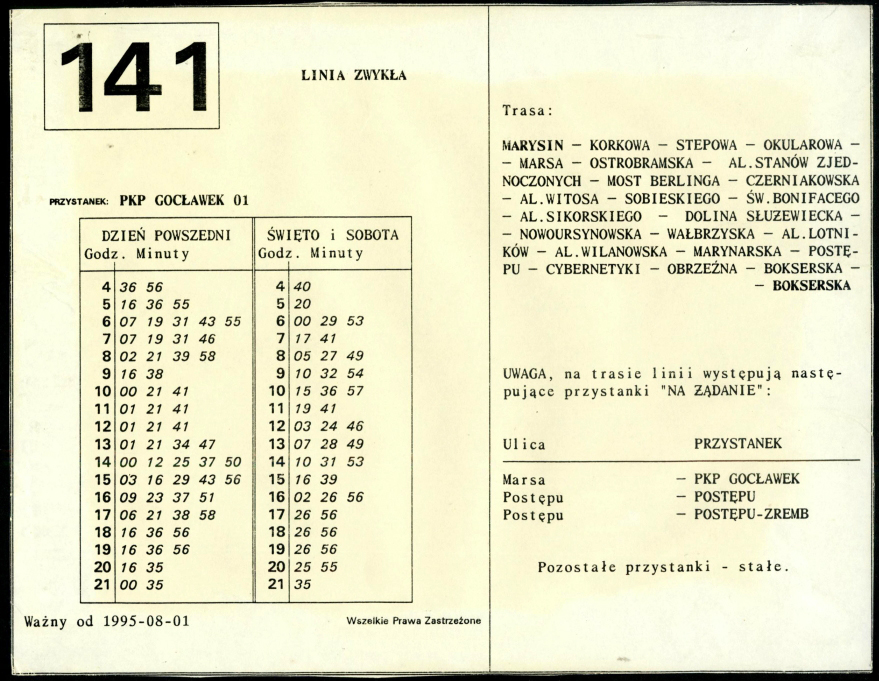 141
LINIA ZWYKŁA
PRZYSTANEK: PKP GOCŁAWEK 01
DZIEŃ POWSZEDNI
Godz. Minuty
4 36 56
5 16 36 55
6 07 19 31 43 55
7 07 19 31 46
8 02 21 39 58
9 16 38
10 00 21 41
11 01 21 41
12 01 21 41
13 01 21 34 47
14 00 12 25 37 50
15 03 16 29 43 56
16 09 23 37 51
17 06 21 38 58
18 16 36 56
19 16 36 56
20 16 35
21 00 35
ŚWIĘTO i SOBOTA
Godz. Minuty
4 40
5 20
6 00 29 53
7 17 41
8 05 27 49
9 10 32 54
10 15 36 57
11 19 41
12 03 24 46
13 07 28 49
14 10 31 53
15 16 39
16 02 26 56
17 26 56
18 26 56
19 26 56
20 25 55
21 35
Ważny od 1995-08-01
Wszelkie Prawa Zastrzeżone
Trasa:
MARYSIN — KORKOWA — STEPOWA — OKULAROWA —
— MARSA — OSTROBRAMSKA — AL.STANÓW ZJED-
NOCZONYCH — MOST BERLINGA — CZERNIAKOWSKA
— AL.WITOSA — SOBIESKIEGO — ŚW.BONIFACEGO
— AL.SIKORSKIEGO — DOLINA SŁUŻEWIECKA —
— NOWOURSYNOWSKA — WAŁBRZYSKA — AL.LOTNI-
KÓW — AL.WILANOWSKA — MARYNARSKA — POSTĘ-
PU — CYBERNETYKI — OBRZEŹNA — BOKSERSKA —
— BOKSERSKA
UWAGA, na trasie linii występują nastę-
pujące przystanki "NA ŻĄDANIE":
Ulica PRZYSTANEK
Marsa — PKP GOCŁAWEK
Postępu — POSTĘPU
Postępu — POSTĘPU-ZREMB
Pozostałe przystanki - stałe.